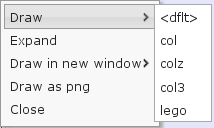 Draw
Expand
Draw in new window
Draw as png
Close
<dflt>
col
colz
col3
lego